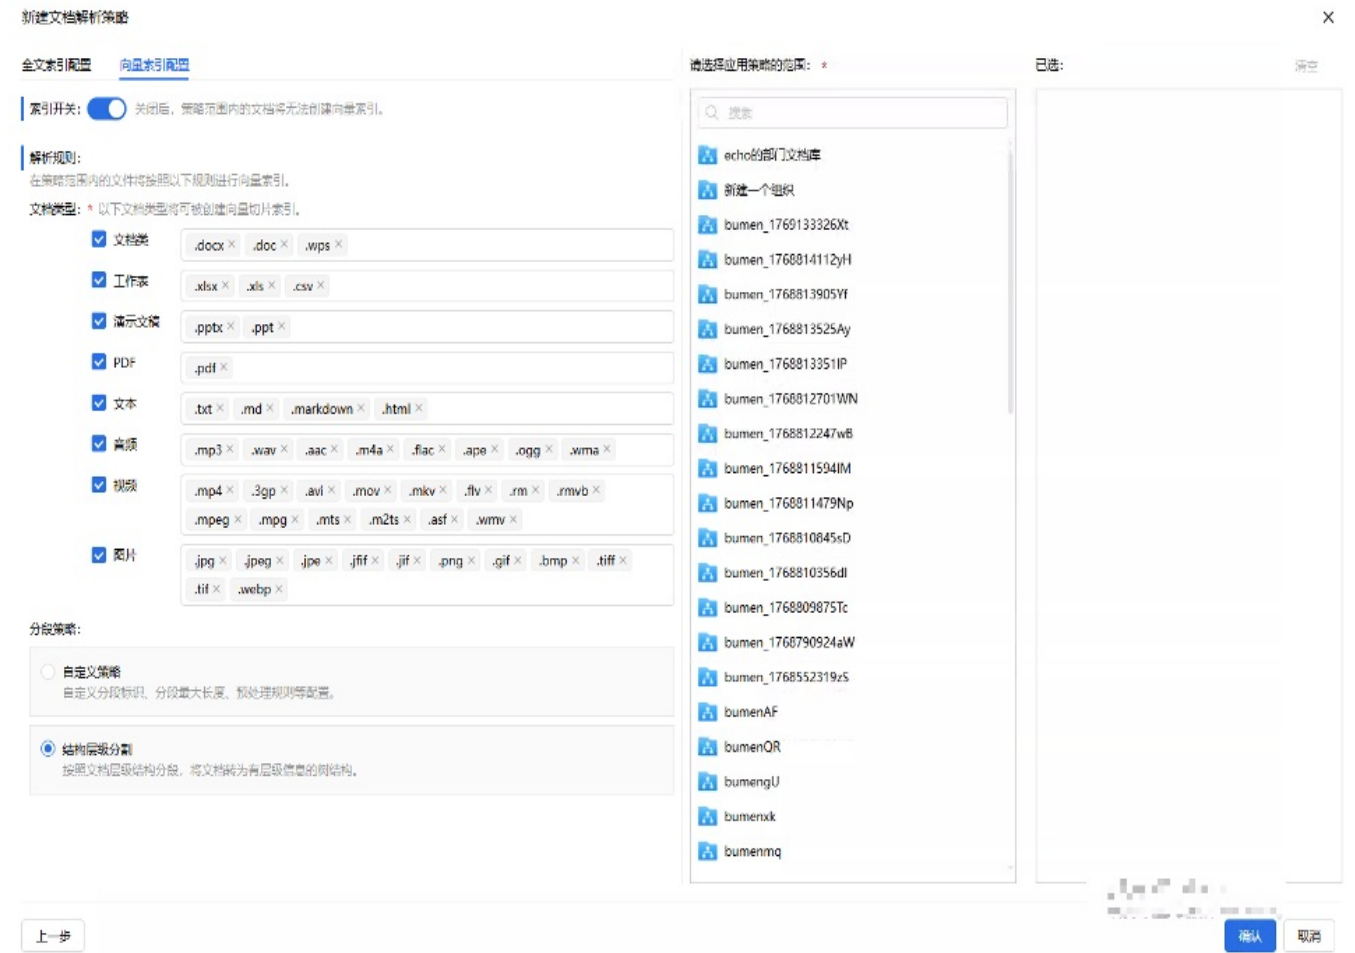 新建文档解析策略
全文索引配置 向量索引配置
索引开关： 关闭后，策略范围内的文档将无法创建向量索引。
解析规则：
在策略范围内的文件将按照以下规则进行向量索引。
文档类型：* 以下文档类型将可被创建向量切片索引。
文档类 .docx × .doc × .wps ×
工作表 .xlsx × .xls × .csv ×
演示文稿 .pptx × .ppt ×
PDF .pdf ×
文本 .txt × .md × .markdown × .html ×
音频 .mp3 × .wav × .aac × .m4a × .flac × .ape × .ogg × .wma ×
视频 .mp4 × .3gp × .avi × .mov × .mkv × .flv × .rm × .rmvb ×
.mpeg × .mpg × .mts × .m2ts × .asf × .wmv ×
图片 .jpg × .jpeg × .jpe × .jfif × .jif × .png × .gif × .bmp × .tiff ×
.tif × .webp ×
分段策略：
自定义策略
自定义分段标识、分段最大长度、预处理规则等配置。
结构层级分割
按照文档层级结构分段，将文档转为有层级信息的树结构。
请选择应用策略的范围： *
搜索
echo的部门文档库
新建一个组织
bumen_1769133326Xt
bumen_1768814112yH
bumen_1768813905Yf
bumen_1768813525Ay
bumen_1768813351IP
bumen_1768812701WN
bumen_1768812247wB
bumen_1768811594IM
bumen_1768811479Np
bumen_1768810845sD
bumen_1768810356dI
bumen_1768809875Tc
bumen_1768790924aW
bumen_1768552319zS
bumenAF
bumenQR
bumengU
bumenxk
bumenmq
已选： 清空
上一步
确认 取消